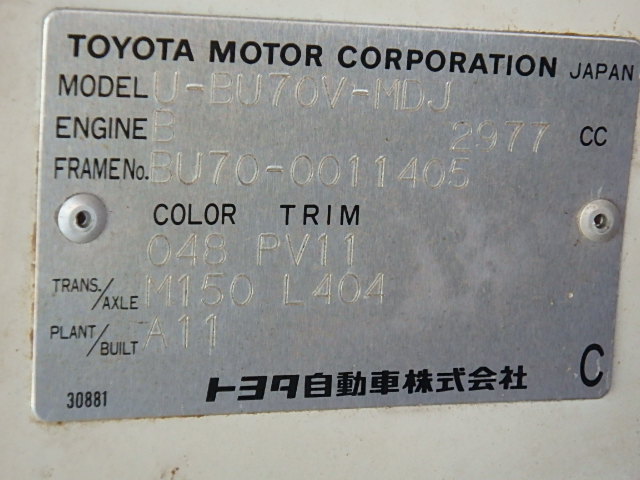 TOYOTA MOTOR CORPORATION JAPAN
MODEL U-BU70V-MDJ
ENGINE B 2977 CC
FRAME No. BU70-0011405
COLOR TRIM
048 PV11
TRANS./AXLE M150 L404
PLANT/BUILT A11
30881 トヨタ自動車株式会社 C